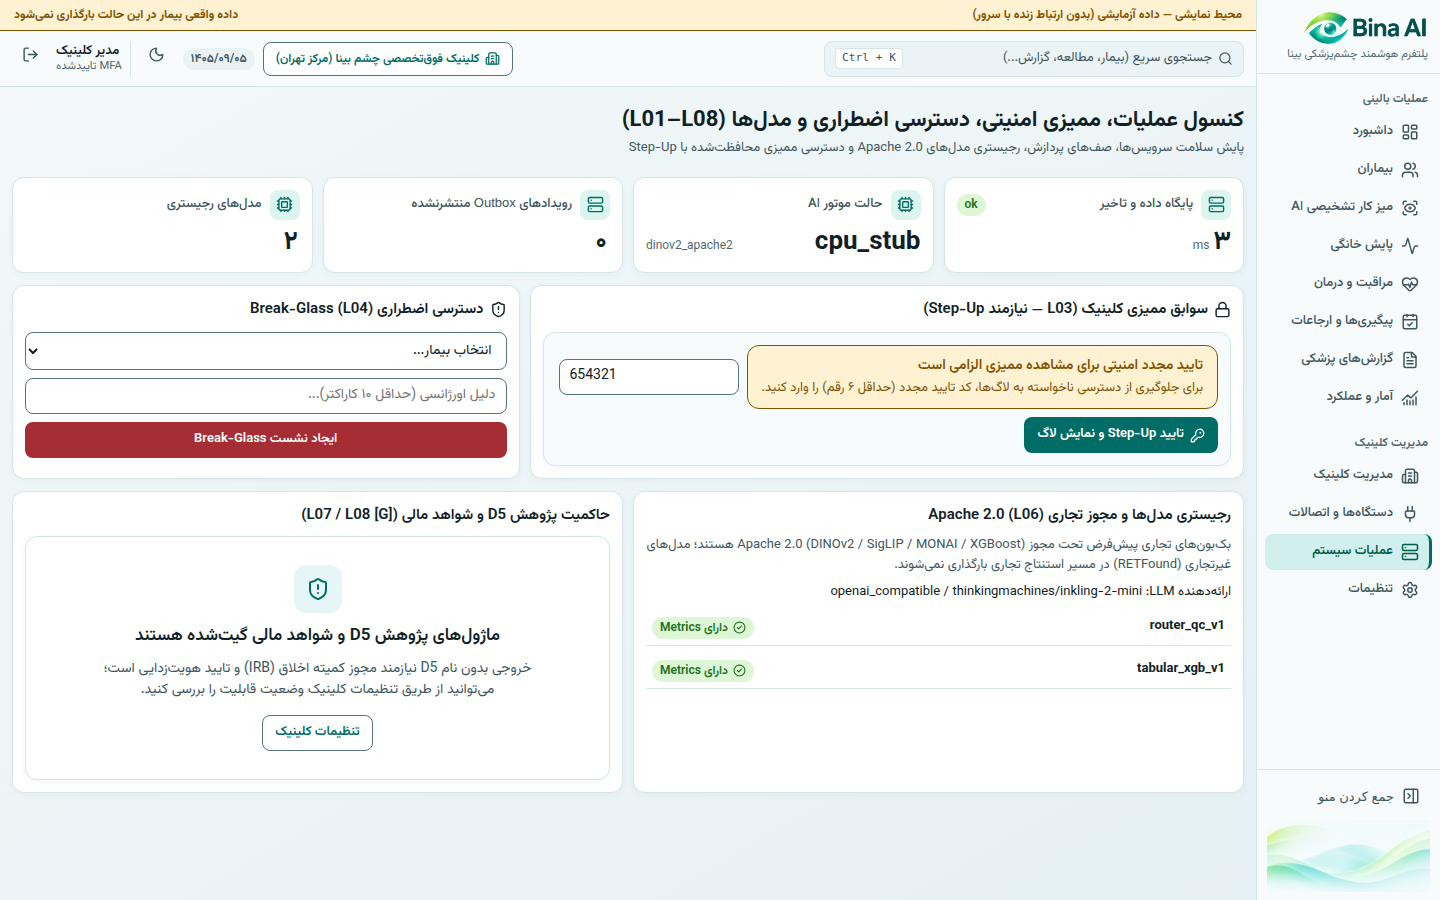 محیط نمایشی — داده آزمایشی (بدون ارتباط زنده با سرور)
داده واقعی بیمار در این حالت بارگذاری نمی‌شود
Bina AI
پلتفرم هوشمند چشم‌پزشکی بینا
عملیات بالینی
داشبورد
بیماران
میز کار تشخیصی AI
پایش خانگی
مراقبت و درمان
پیگیری‌ها و ارجاعات
گزارش‌های پزشکی
آمار و عملکرد
مدیریت کلینیک
مدیریت کلینیک
دستگاه‌ها و اتصالات
عملیات سیستم
تنظیمات
جمع کردن منو
جستجوی سریع (بیمار، مطالعه، گزارش...)
Ctrl + K
کلینیک فوق‌تخصصی چشم بینا (مرکز تهران)
۱۴۰۵/۰۹/۰۵
مدیر کلینیک
MFA تاییدشده
کنسول عملیات، ممیزی امنیتی، دسترسی اضطراری و مدل‌ها (L01–L08)
پایش سلامت سرویس‌ها، صف‌های پردازش، رجیستری مدل‌های Apache 2.0 و دسترسی ممیزی محافظت‌شده با Step-Up
پایگاه داده و تاخیر
ok
۳ ms
حالت موتور AI
cpu_stub
dinov2_apache2
رویدادهای Outbox منتشرنشده
۰
مدل‌های رجیستری
۲
سوابق ممیزی کلینیک (L03 — نیازمند Step-Up)
تایید مجدد امنیتی برای مشاهده ممیزی الزامی است
برای جلوگیری از دسترسی ناخواسته به لاگ‌ها، کد تایید مجدد (حداقل ۶ رقم) را وارد کنید.
654321
تایید Step-Up و نمایش لاگ
دسترسی اضطراری Break-Glass (L04)
انتخاب بیمار...
دلیل اورژانسی (حداقل ۱۰ کاراکتر)...
ایجاد نشست Break-Glass
رجیستری مدل‌ها و مجوز تجاری Apache 2.0 (L06)
بک‌بون‌های تجاری پیش‌فرض تحت مجوز Apache 2.0 (DINOv2 / SigLIP / MONAI / XGBoost) هستند؛ مدل‌های
غیرتجاری (RETFound) در مسیر استنتاج تجاری بارگذاری نمی‌شوند.
ارائه‌دهنده LLM: openai_compatible / thinkingmachines/inkling-2-mini
router_qc_v1
دارای Metrics
tabular_xgb_v1
دارای Metrics
حاکمیت پژوهش D5 و شواهد مالی (L07 / L08 [G])
ماژول‌های پژوهش D5 و شواهد مالی گیت‌شده هستند
خروجی بدون نام D5 نیازمند مجوز کمیته اخلاق (IRB) و تایید هویت‌زدایی است؛
می‌توانید از طریق تنظیمات کلینیک وضعیت قابلیت را بررسی کنید.
تنظیمات کلینیک